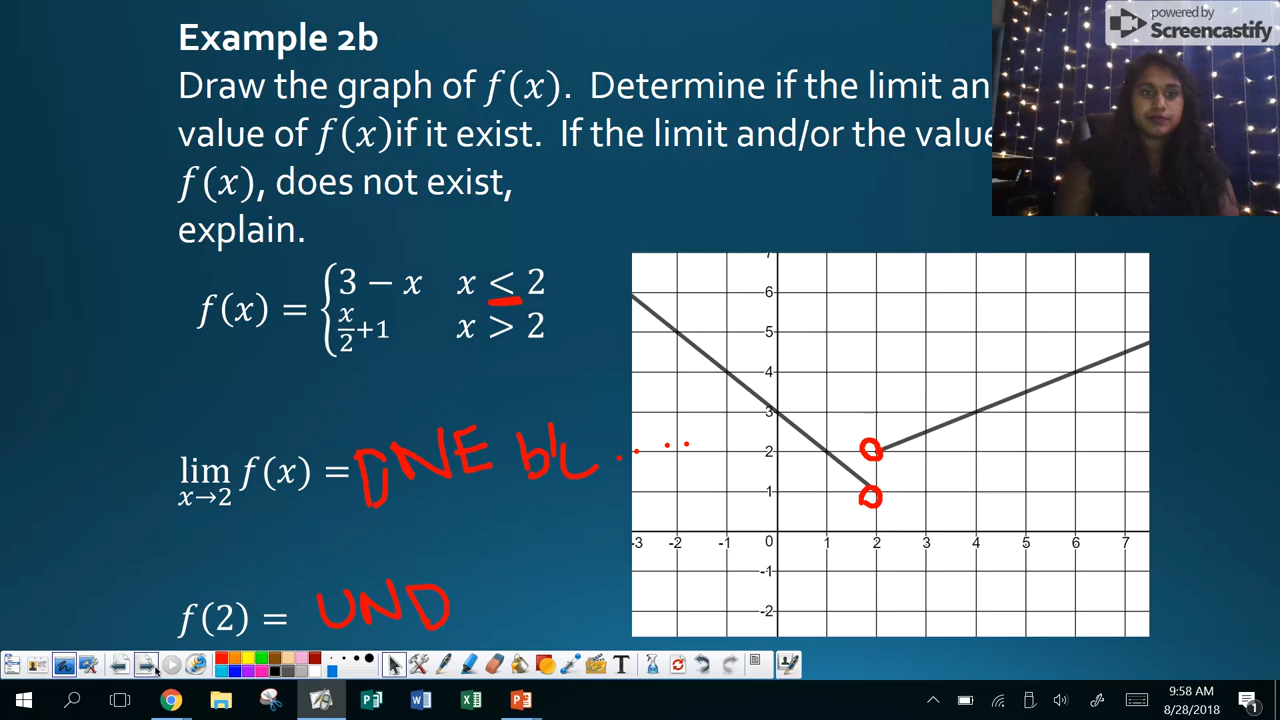 Example 2b
powered by
Screencastify
Draw the graph of f(x). Determine if the limit an
value of f(x)if it exist. If the limit and/or the value
f(x), does not exist,
explain.
f(x) = {3 − x   x < 2
x/2+1   x > 2
lim x→2 f(x) = DNE b/c .....
f(2) = UND
7
6
5
4
3
2
1
-3 -2 -1 0 1 2 3 4 5 6 7
-1
-2
9:58 AM
8/28/2018